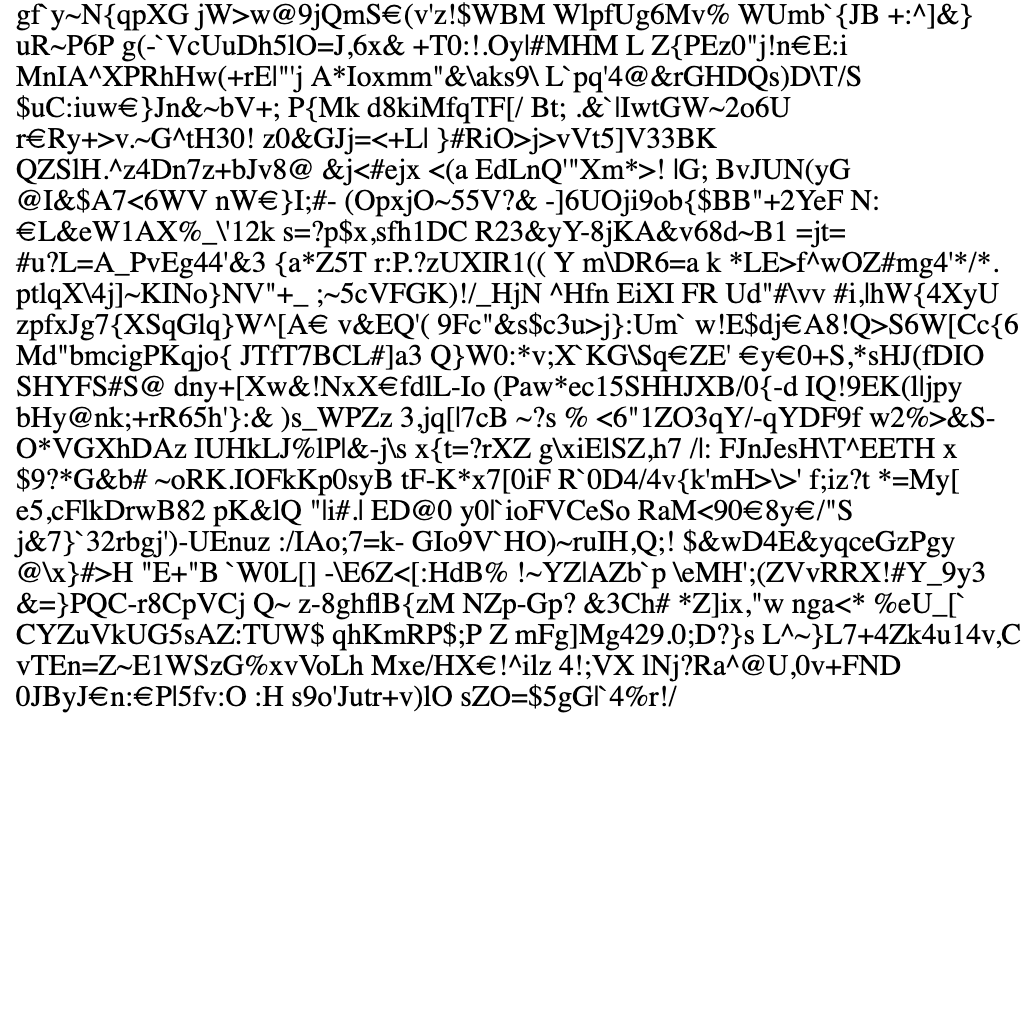 gf`y~N{qpXG jW>w@9jQmS€(v'z!$WBM WlpfUg6Mv% WUmb`{JB +:^]&}
uR~P6P g(-`VcUuDh5lO=J,6x& +T0:!.Oy|#MHM L Z{PEz0"j!n€E:i
MnIA^XPRhHw(+rE|"'j A*Ioxmm"&\aks9\ L`pq'4@&rGHDQs)D\T/S
$uC:iuw€}Jn&~bV+; P{Mk d8kiMfqTF[/ Bt; .&`|IwtGW~2o6U
r€Ry+>v.~G^tH30! z0&GJj=<+L| }#RiO>j>vVt5]V33BK
QZSlH.^z4Dn7z+bJv8@ &j<#ejx <(a EdLnQ'"Xm*>! |G; BvJUN(yG
@I&$A7<6WV nW€}I;#- (OpxjO~55V?& -]6UOji9ob{$BB"+2YeF N:
€L&eW1AX%_\'12k s=?p$x,sfh1DC R23&yY-8jKA&v68d~B1 =jt=
#u?L=A_PvEg44'&3 {a*Z5T r:P.?zUXIR1(( Y m\DR6=a k *LE>f^wOZ#mg4'*/*.
ptlqX\4j]~KINo}NV"+_ ;~5cVFGK)!/_HjN ^Hfn EiXI FR Ud"#\vv #i,|hW{4XyU
zpfxJg7{XSqGlq}W^[A€ v&EQ'( 9Fc"&s$c3u>j}:Um` w!E$dj€A8!Q>S6W[Cc{6
Md"bmcigPKqjo{ JTfT7BCL#]a3 Q}W0:*v;X`KG\Sq€ZE' €y€0+S,*sHJ(fDIO
SHYFS#S@ dny+[Xw&!NxX€fdlL-Io (Paw*ec15SHHJXB/0{-d IQ!9EK(l|jpy
bHy@nk;+rR65h'}:& )s_WPZz 3,jq[|7cB ~?s % <6"1ZO3qY/-qYDF9f w2%>&S-
O*VGXhDAz IUHkLJ%lP|&-j\s x{t=?rXZ g\xiElSZ,h7 /|: FJnJesH\T^EETH x
$9?*G&b# ~oRK.IOFkKp0syB tF-K*x7[0iF R`0D4/4v{k'mH>\>' f;iz?t *=My[
e5,cFlkDrwB82 pK&lQ "|i#.| ED@0 y0|`ioFVCeSo RaM<90€8y€/"S
j&7}`32rbgj')-UEnuz :/IAo;7=k- GIo9V`HO)~ruIH,Q;! $&wD4E&yqceGzPgy
@\x}#>H "E+"B `W0L[] -\E6Z<[:HdB% !~YZ|AZb`p \eMH';(ZVvRRX!#Y_9y3
&=}PQC-r8CpVCj Q~ z-8ghflB{zM NZp-Gp? &3Ch# *Z]ix,"w nga<* %eU_[`
CYZuVkUG5sAZ:TUW$ qhKmRP$;P Z mFg]Mg429.0;D?}s L^~}L7+4Zk4u14v,C
vTEn=Z~E1WSzG%xvVoLh Mxe/HX€!^ilz 4!;VX lNj?Ra^@U,0v+FND
0JByJ€n:€P|5fv:O :H s9o'Jutr+v)lO sZO=$5gG|`4%r!/